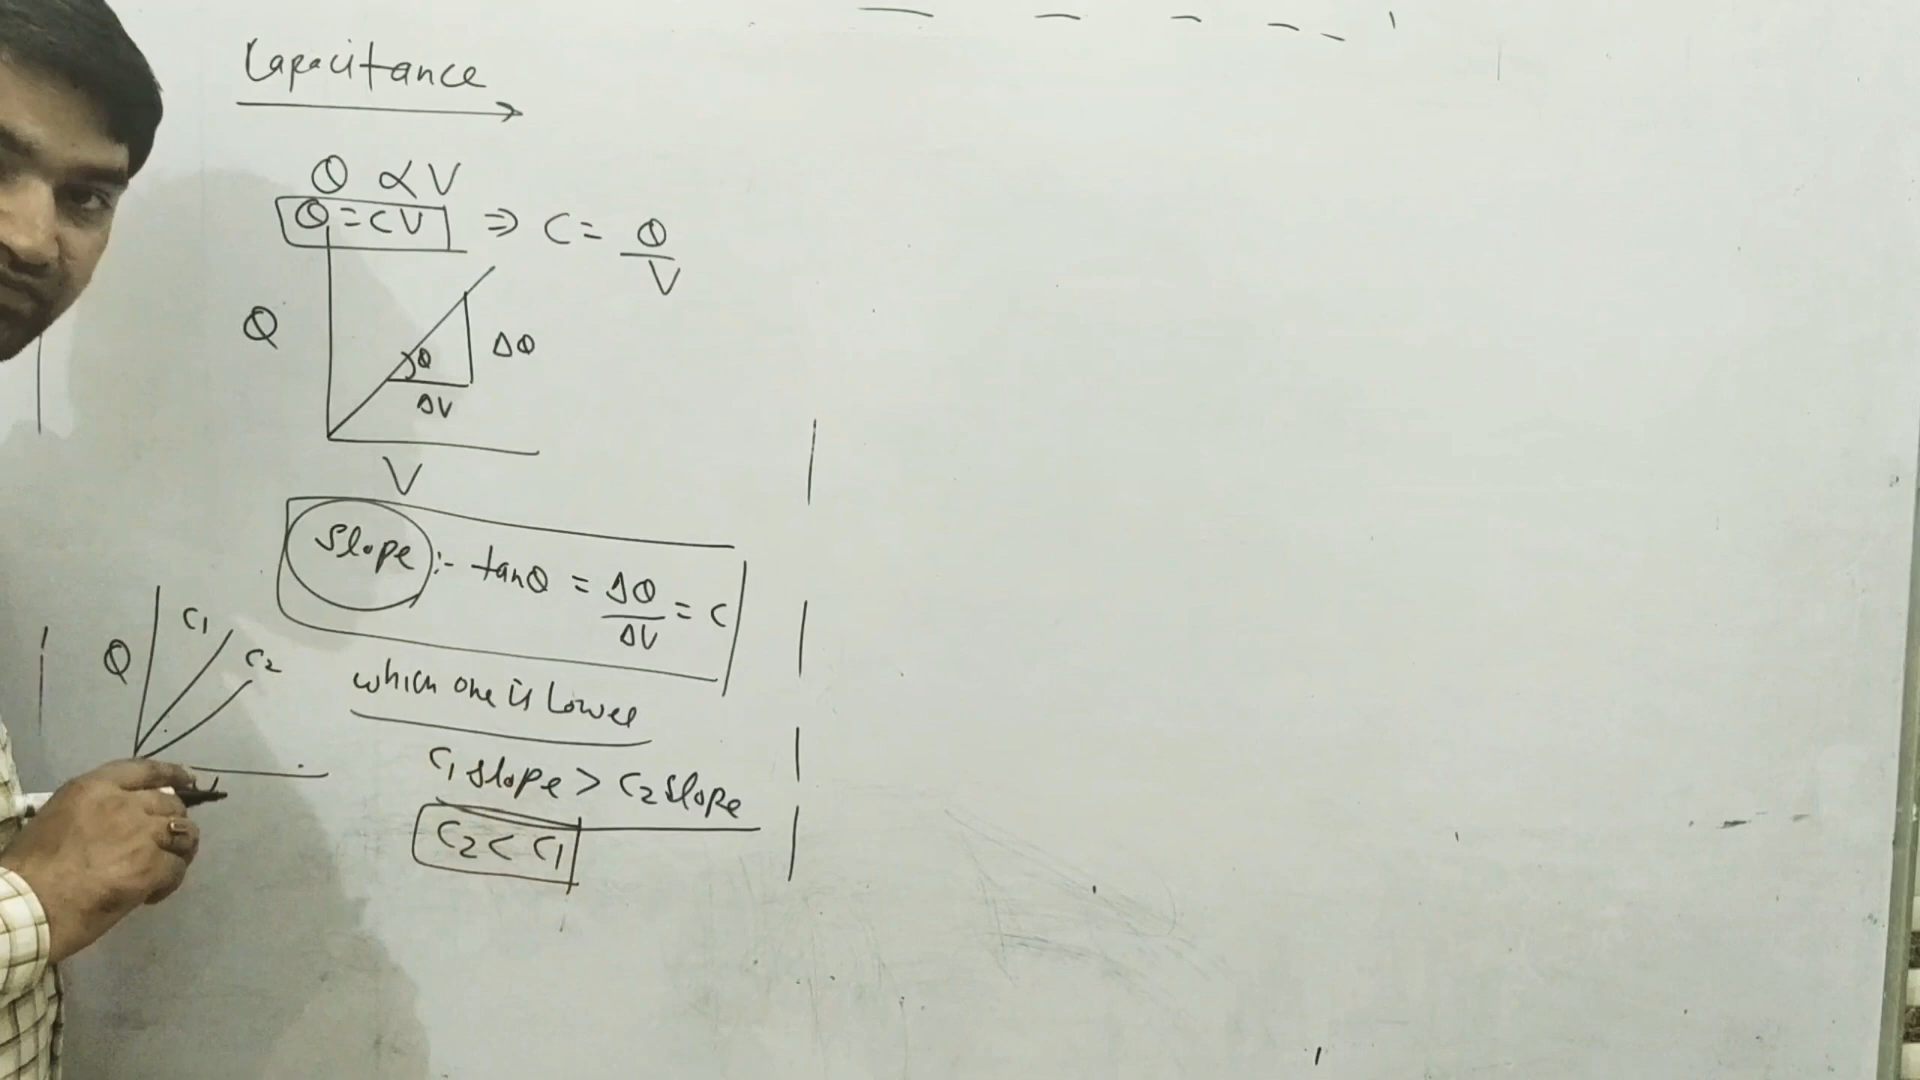 Capacitance
Q ∝ V
Q = CV ⇒ C = Q/V
Q
θ
ΔQ
ΔV
V
Slope :- tanθ = ΔQ/ΔV = C
C1
C2
Q
which one is lower
C1 slope > C2 slope
C2 < C1